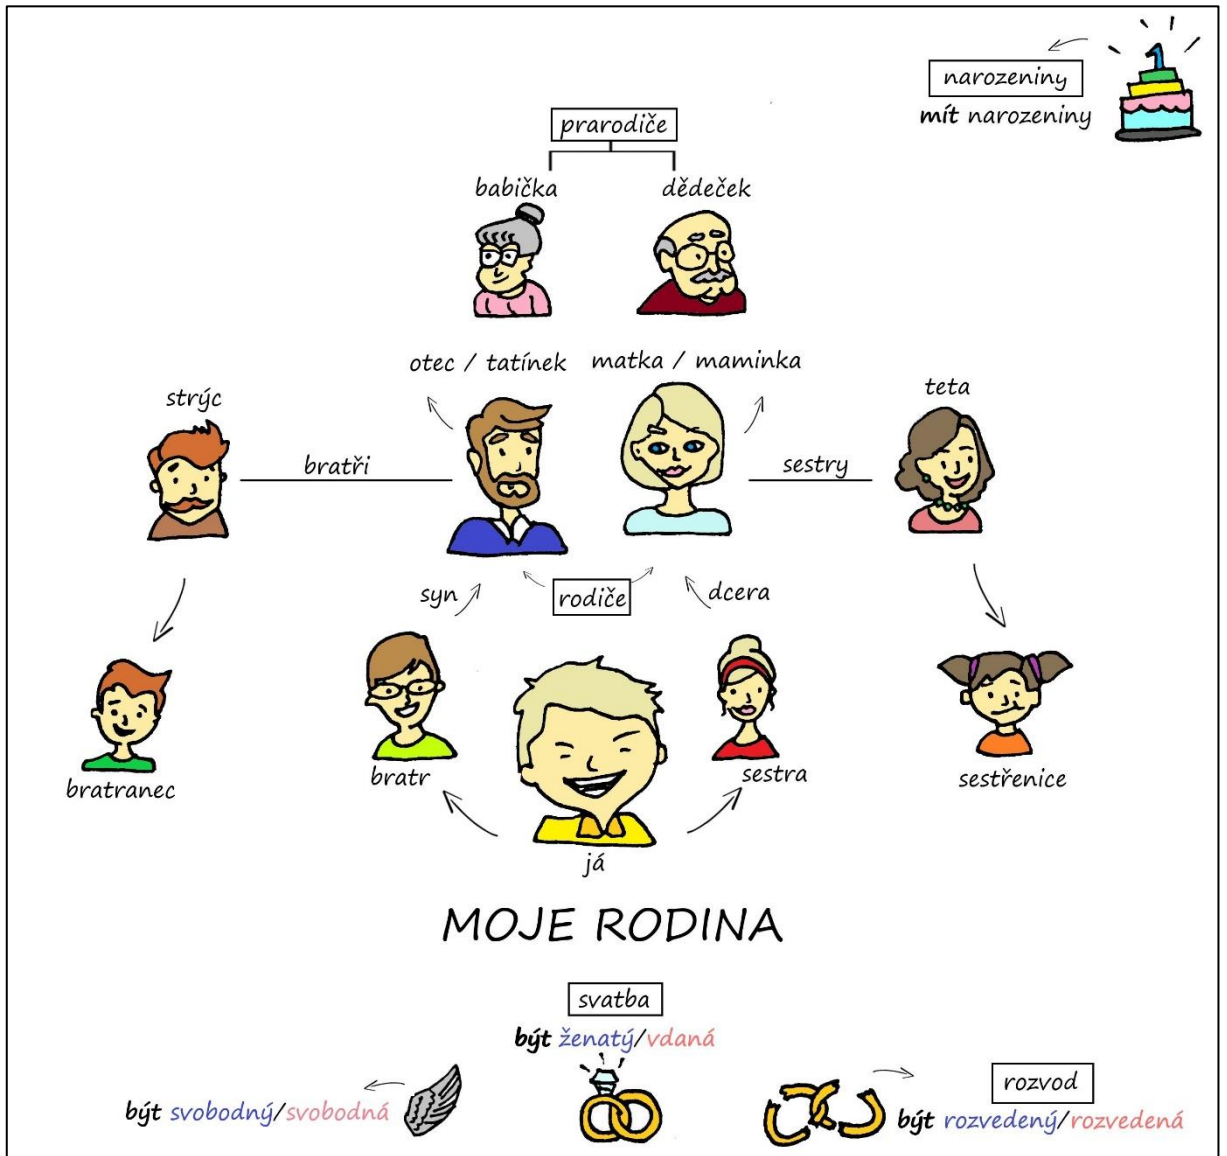 narozeniny
mít narozeniny
prarodiče
babička dědeček
otec / tatínek matka / maminka
strýc teta
bratři sestry
syn rodiče dcera
bratranec bratr sestra sestřenice
já
MOJE RODINA
svatba
být ženatý/vdaná
rozvod
být svobodný/svobodná být rozvedený/rozvedená